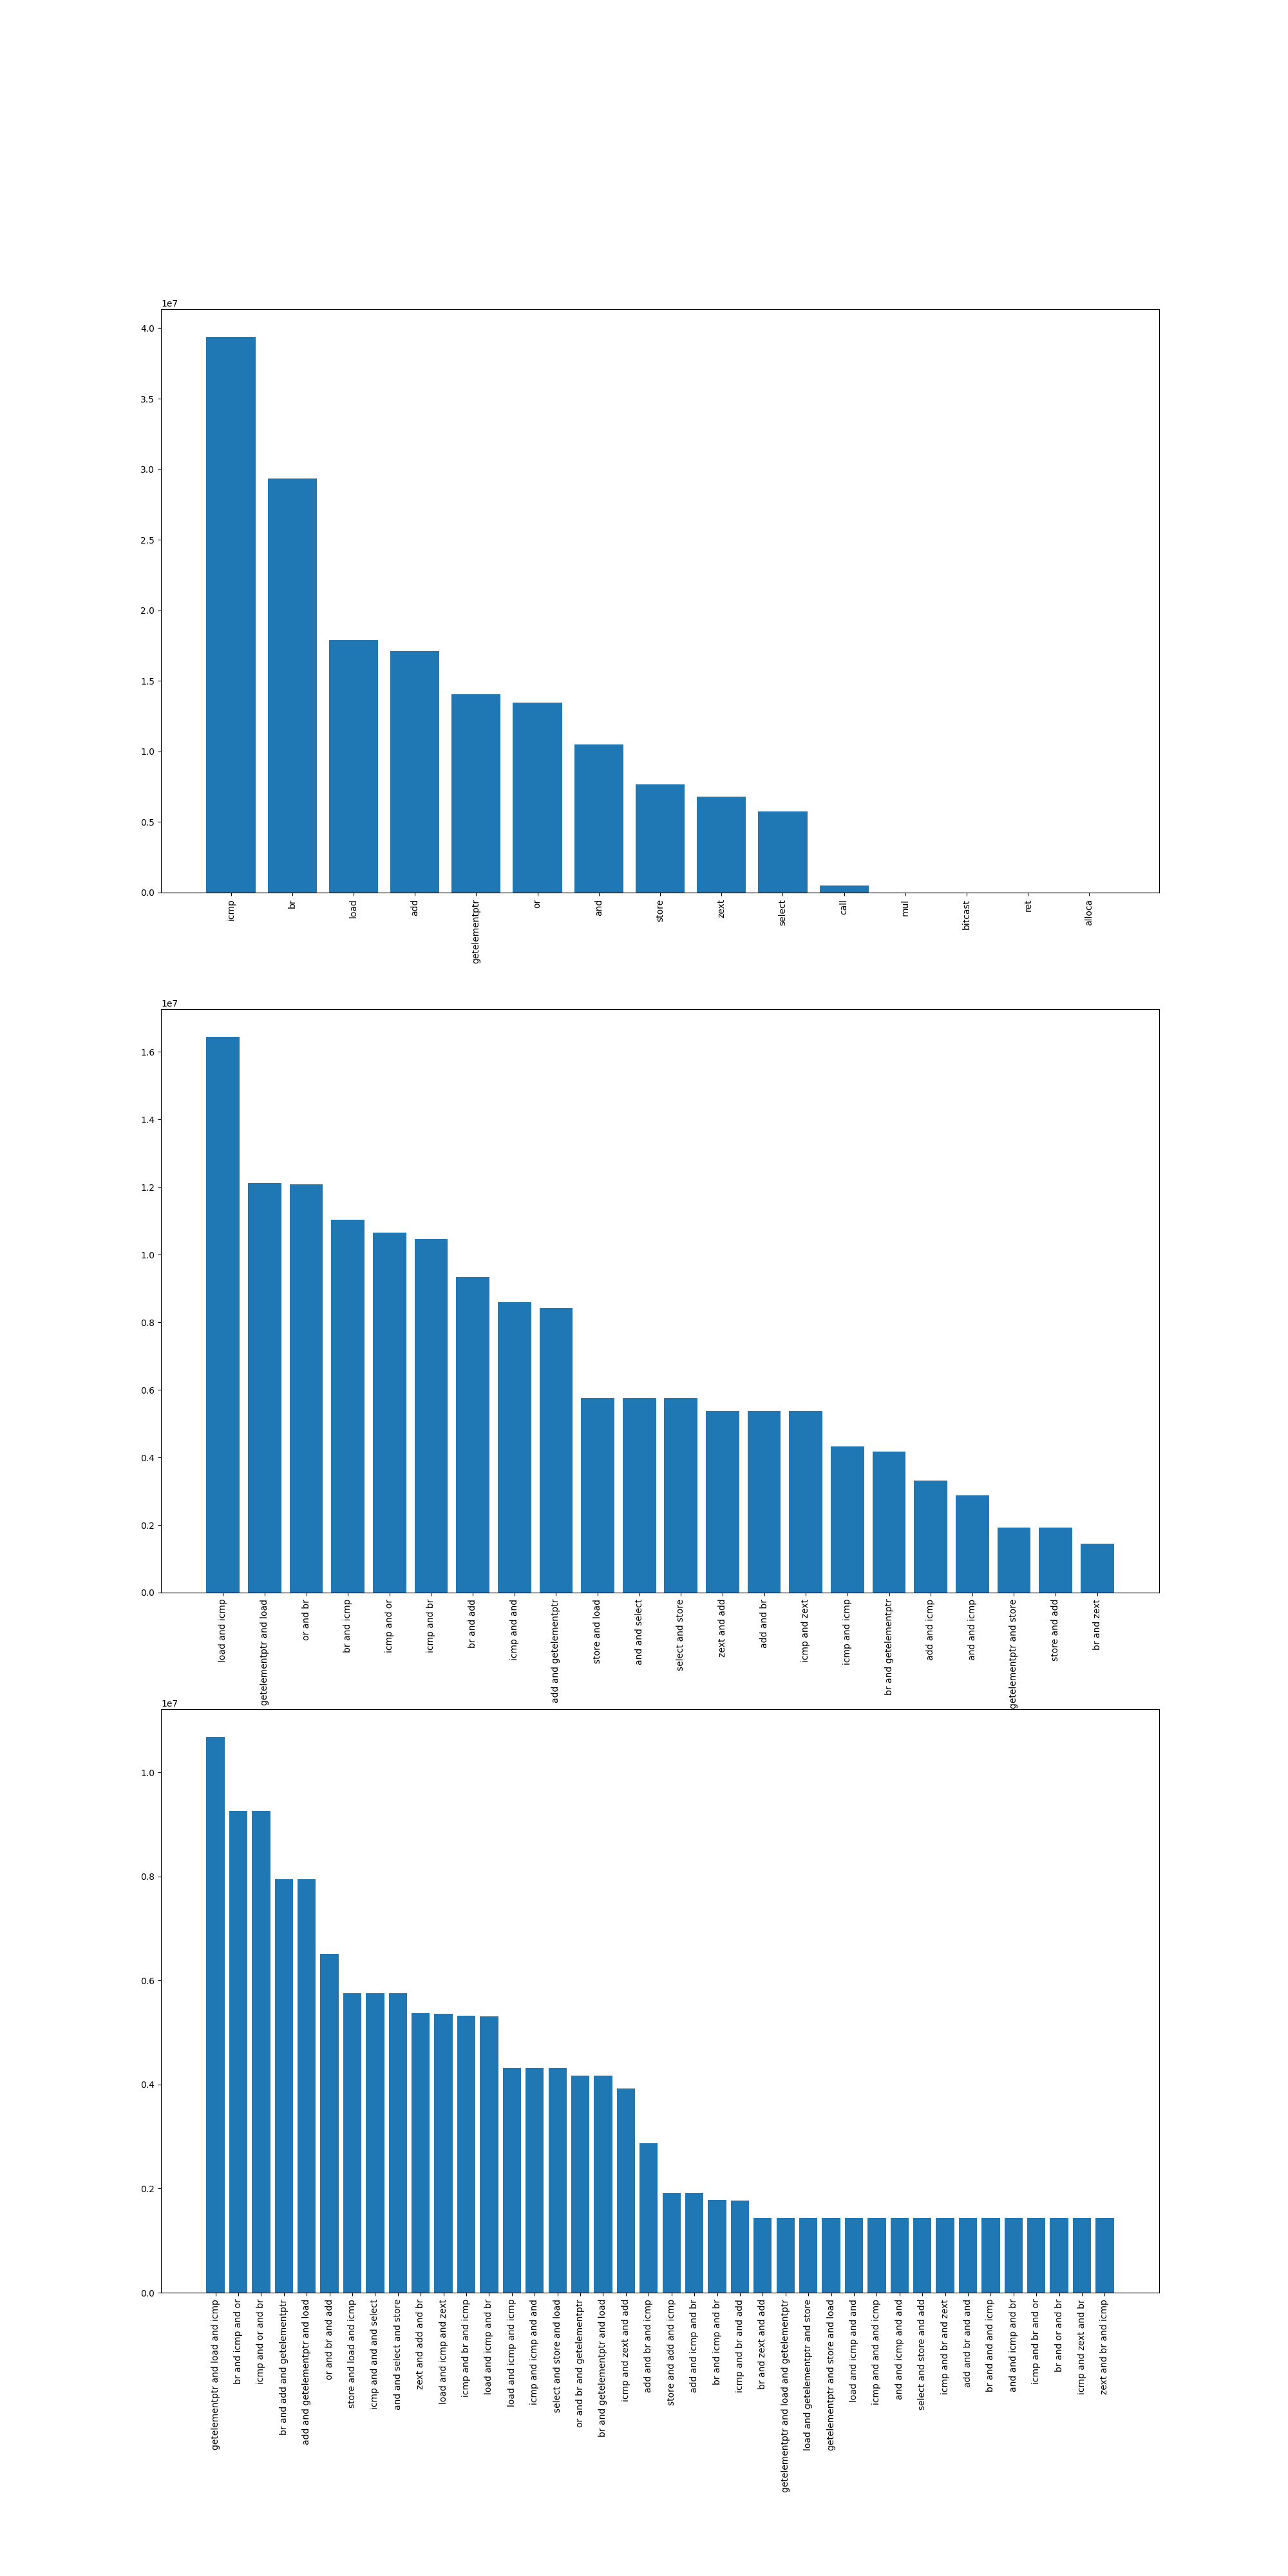 1e7
4.0
3.5
3.0
2.5
2.0
1.5
1.0
0.5
0.0
icmp
br
load
add
getelementptr
or
and
store
zext
select
call
mul
bitcast
ret
alloca
1e7
1.6
1.4
1.2
1.0
0.8
0.6
0.4
0.2
0.0
load and icmp
getelementptr and load
or and br
br and icmp
icmp and or
icmp and br
br and add
icmp and and
add and getelementptr
store and load
and and select
select and store
zext and add
add and br
icmp and zext
icmp and icmp
br and getelementptr
add and icmp
and and icmp
getelementptr and store
store and add
br and zext
1e7
1.0
0.8
0.6
0.4
0.2
0.0
getelementptr and load and icmp
br and icmp and or
icmp and or and br
br and add and getelementptr
add and getelementptr and load
or and br and add
store and load and icmp
icmp and and and select
and and select and store
zext and add and br
load and icmp and zext
icmp and br and icmp
load and icmp and br
load and icmp and icmp
icmp and icmp and and
select and store and load
or and br and getelementptr
br and getelementptr and load
icmp and zext and add
add and br and icmp
store and add and icmp
add and icmp and br
br and icmp and br
icmp and br and add
br and zext and add
getelementptr and load and getelementptr
load and getelementptr and store
getelementptr and store and load
load and icmp and and
icmp and and and icmp
and and icmp and and
select and store and add
icmp and br and zext
add and br and and
br and and and icmp
and and icmp and br
icmp and br and or
br and or and br
icmp and zext and br
zext and br and icmp